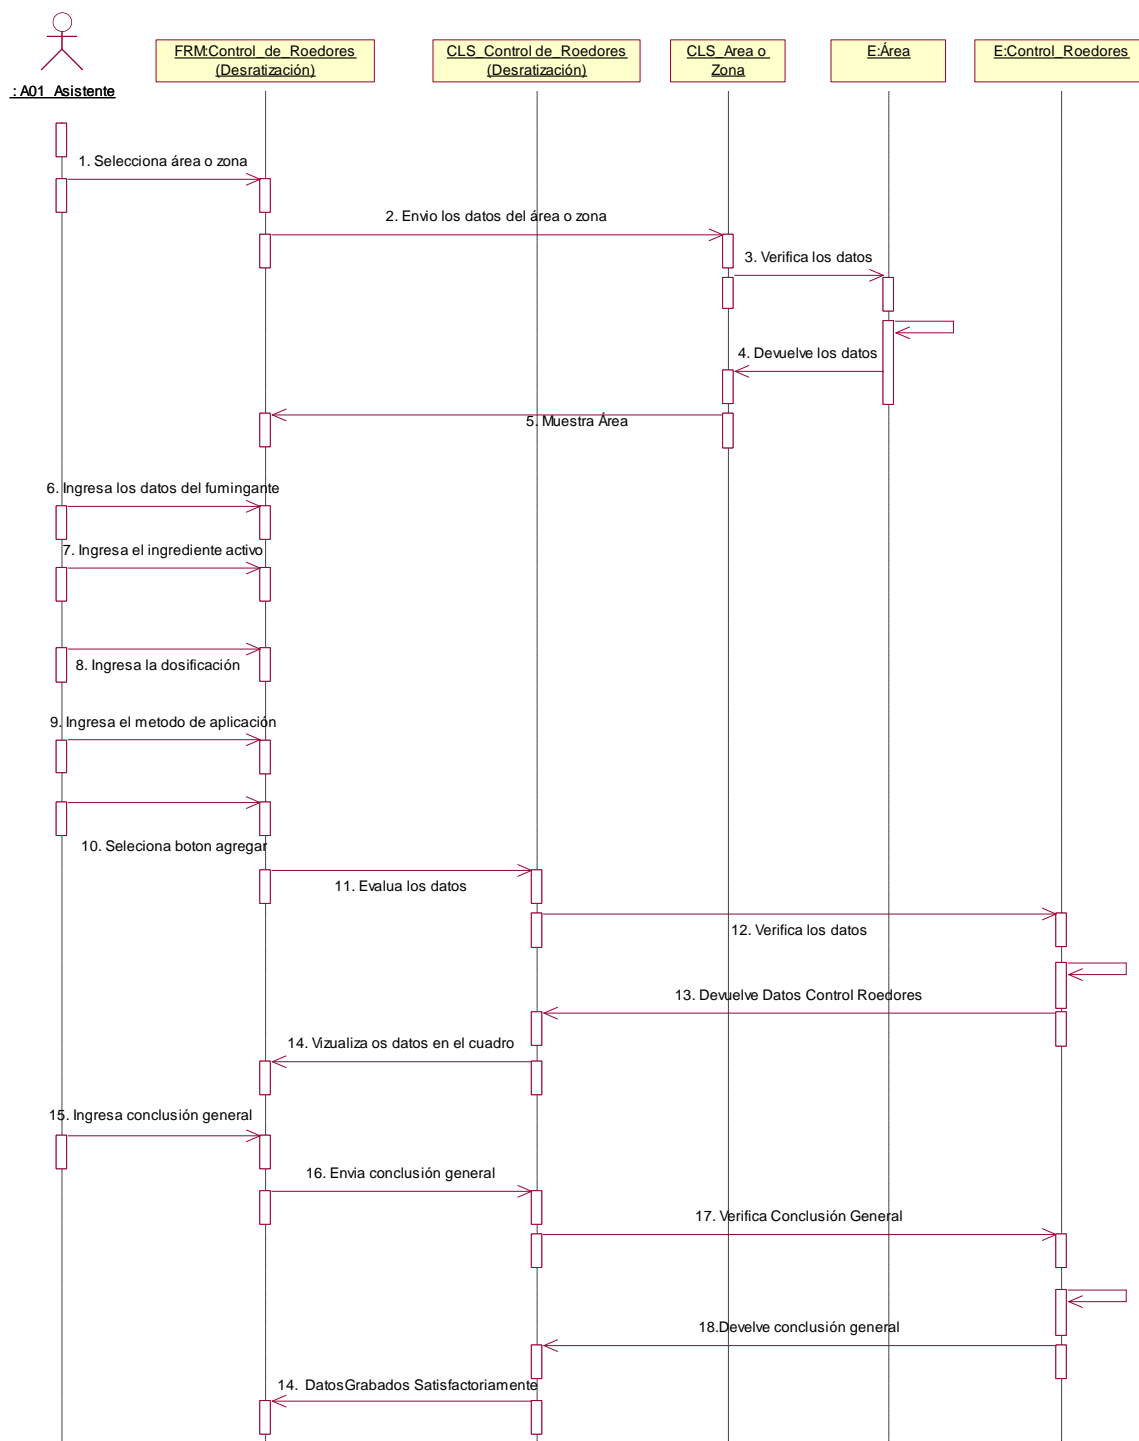 : A01_Asistente
FRM:Control_de_Roedores
(Desratización)
CLS_Control de_Roedores
(Desratización)
CLS_Area o
Zona
E:Área
E:Control_Roedores
1. Selecciona área o zona
2. Envio los datos del área o zona
3. Verifica los datos
4. Devuelve los datos
5. Muestra Área
6. Ingresa los datos del fumingante
7. Ingresa el ingrediente activo
8. Ingresa la dosificación
9. Ingresa el metodo de aplicación
10. Seleciona boton agregar
11. Evalua los datos
12. Verifica los datos
13. Devuelve Datos Control Roedores
14. Vizualiza os datos en el cuadro
15. Ingresa conclusión general
16. Envia conclusión general
17. Verifica Conclusión General
18.Develve conclusión general
14. DatosGrabados Satisfactoriamente